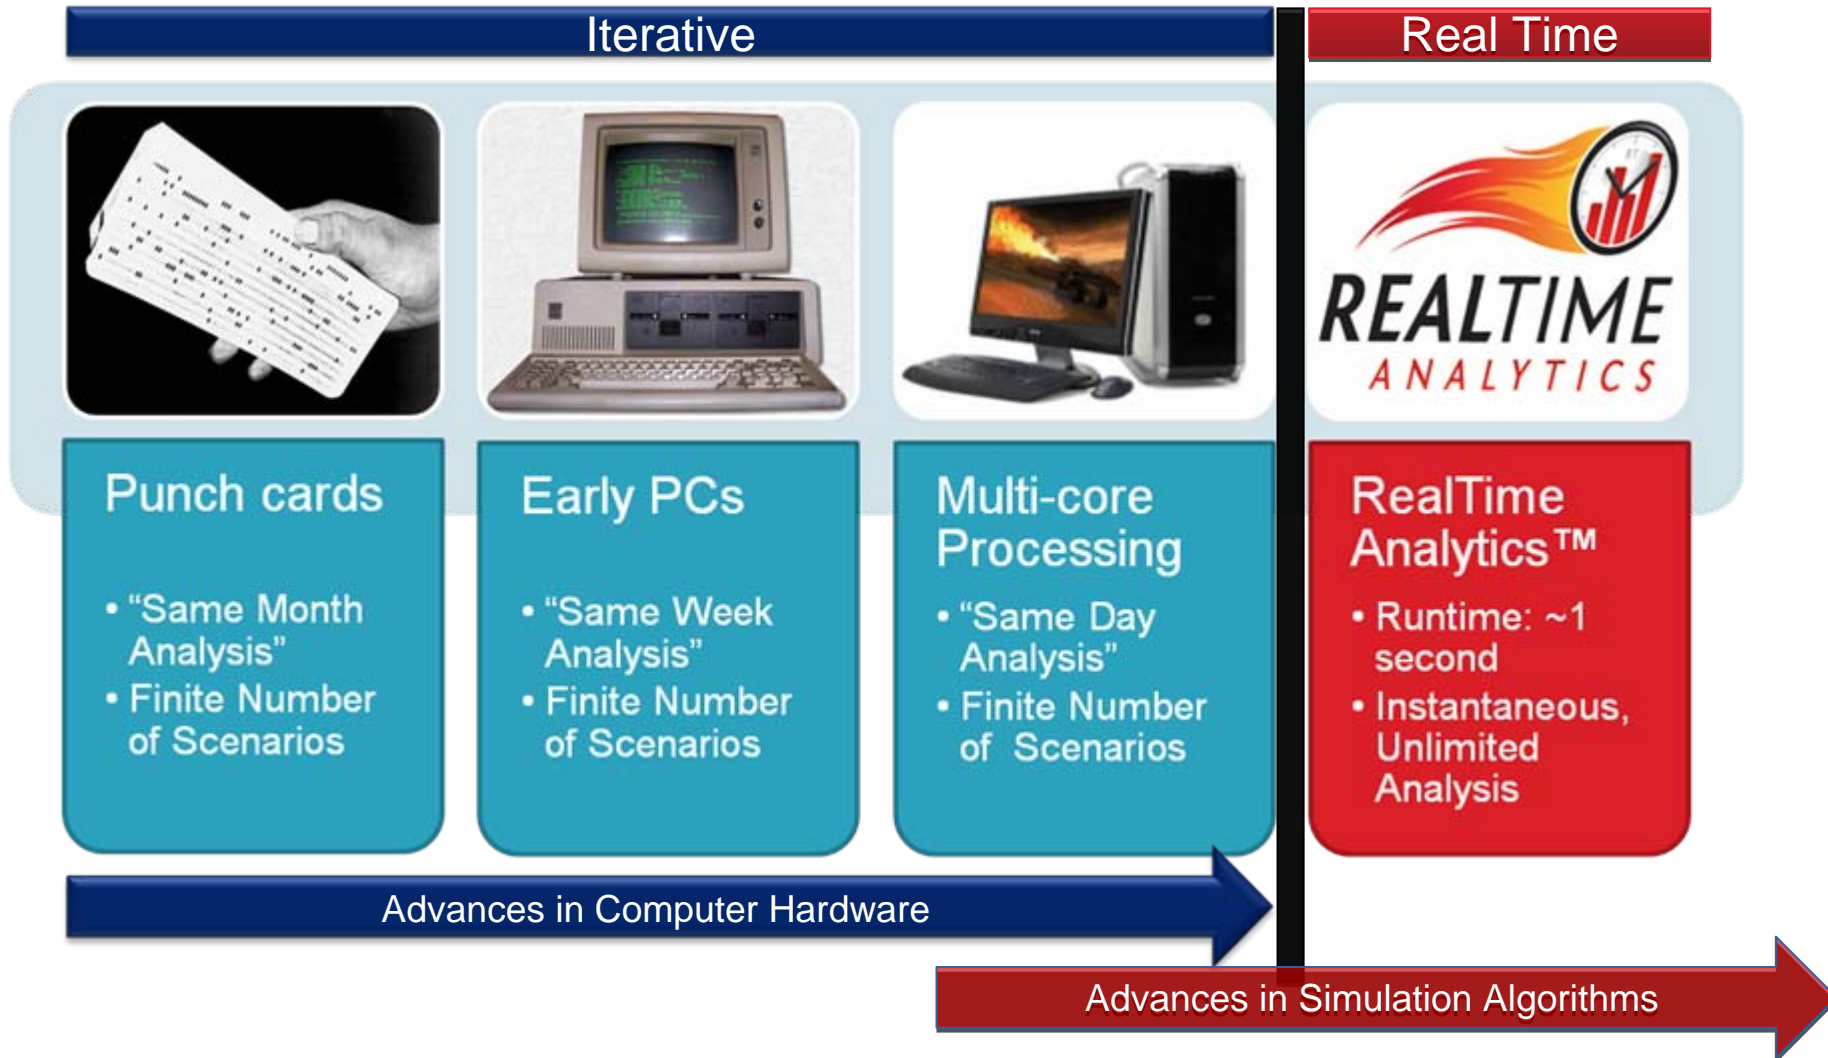 Iterative
Real Time
REALTIME
ANALYTICS
Punch cards
• “Same Month
Analysis”
• Finite Number
of Scenarios
Early PCs
• “Same Week
Analysis”
• Finite Number
of Scenarios
Multi-core
Processing
• “Same Day
Analysis”
• Finite Number
of Scenarios
RealTime
Analytics™
• Runtime: ~1
second
• Instantaneous,
Unlimited
Analysis
Advances in Computer Hardware
Advances in Simulation Algorithms